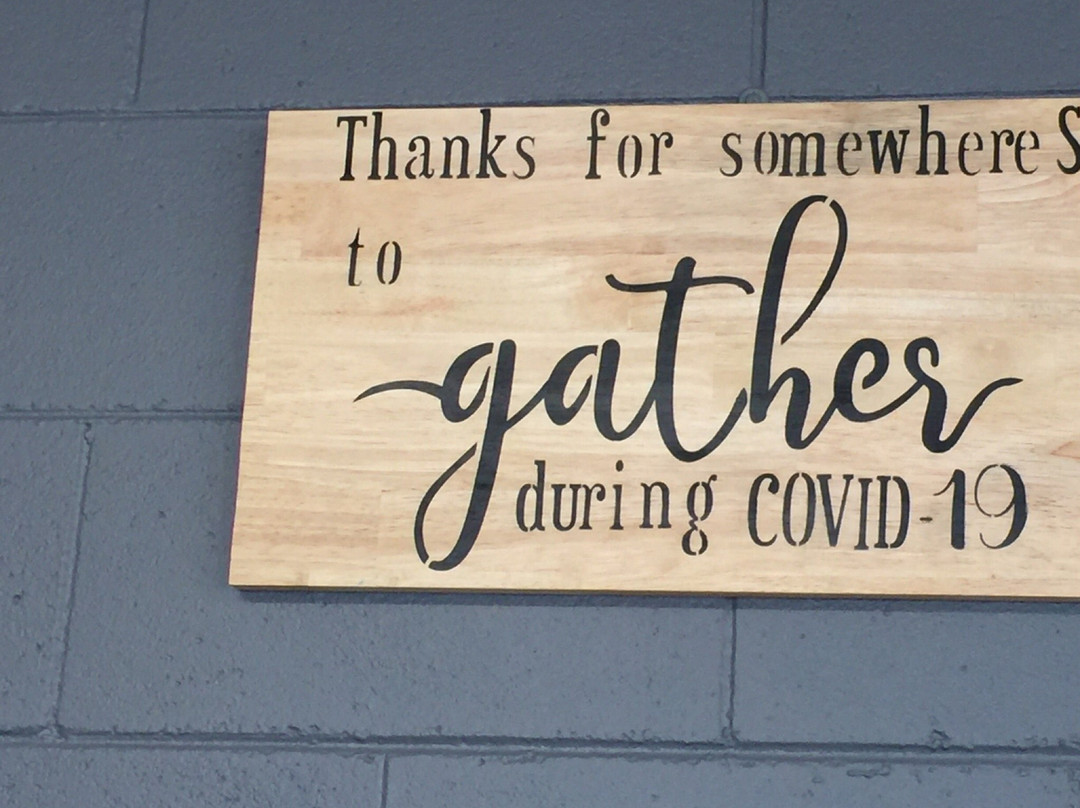 Thanks for somewhere S
to
gather
during COVID-19